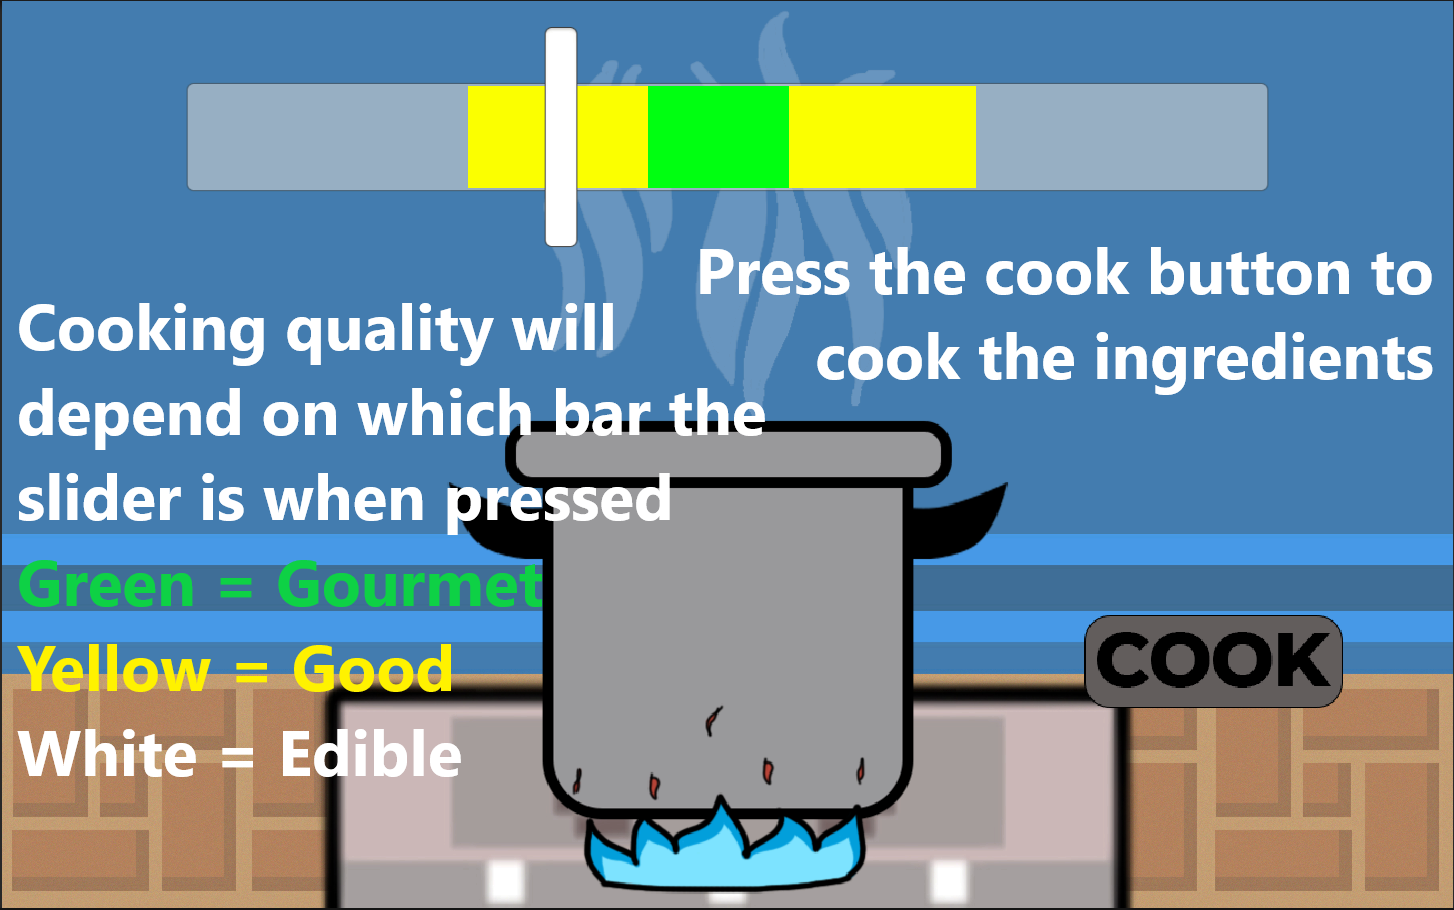 Press the cook button to
cook the ingredients
Cooking quality will
depend on which bar the
slider is when pressed
Green = Gourmet
Yellow = Good
White = Edible
COOK